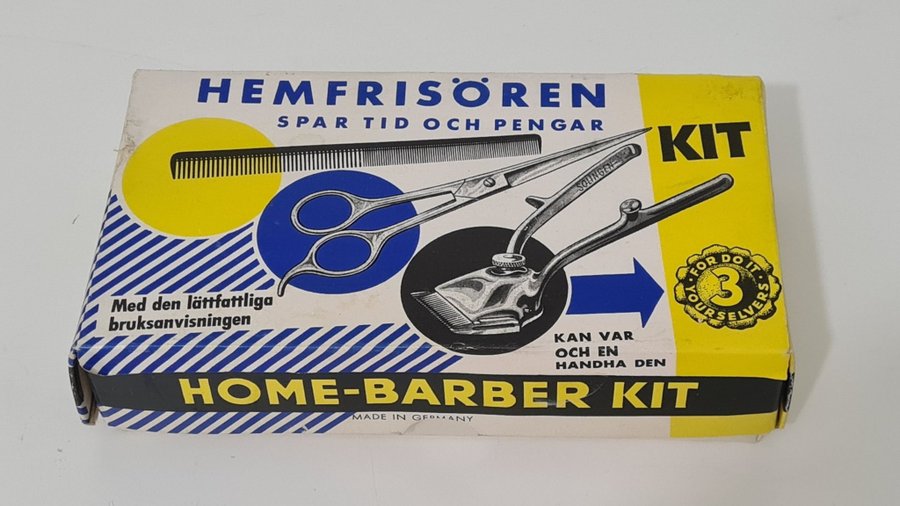 HEMFRISÖREN
SPAR TID OCH PENGAR
KIT
SOLINGEN
FOR DO IT
YOURSELVERS
3
Med den lättfattliga
bruksanvisningen
KAN VAR
OCH EN
HANDHA DEN
HOME-BARBER KIT
MADE IN GERMANY